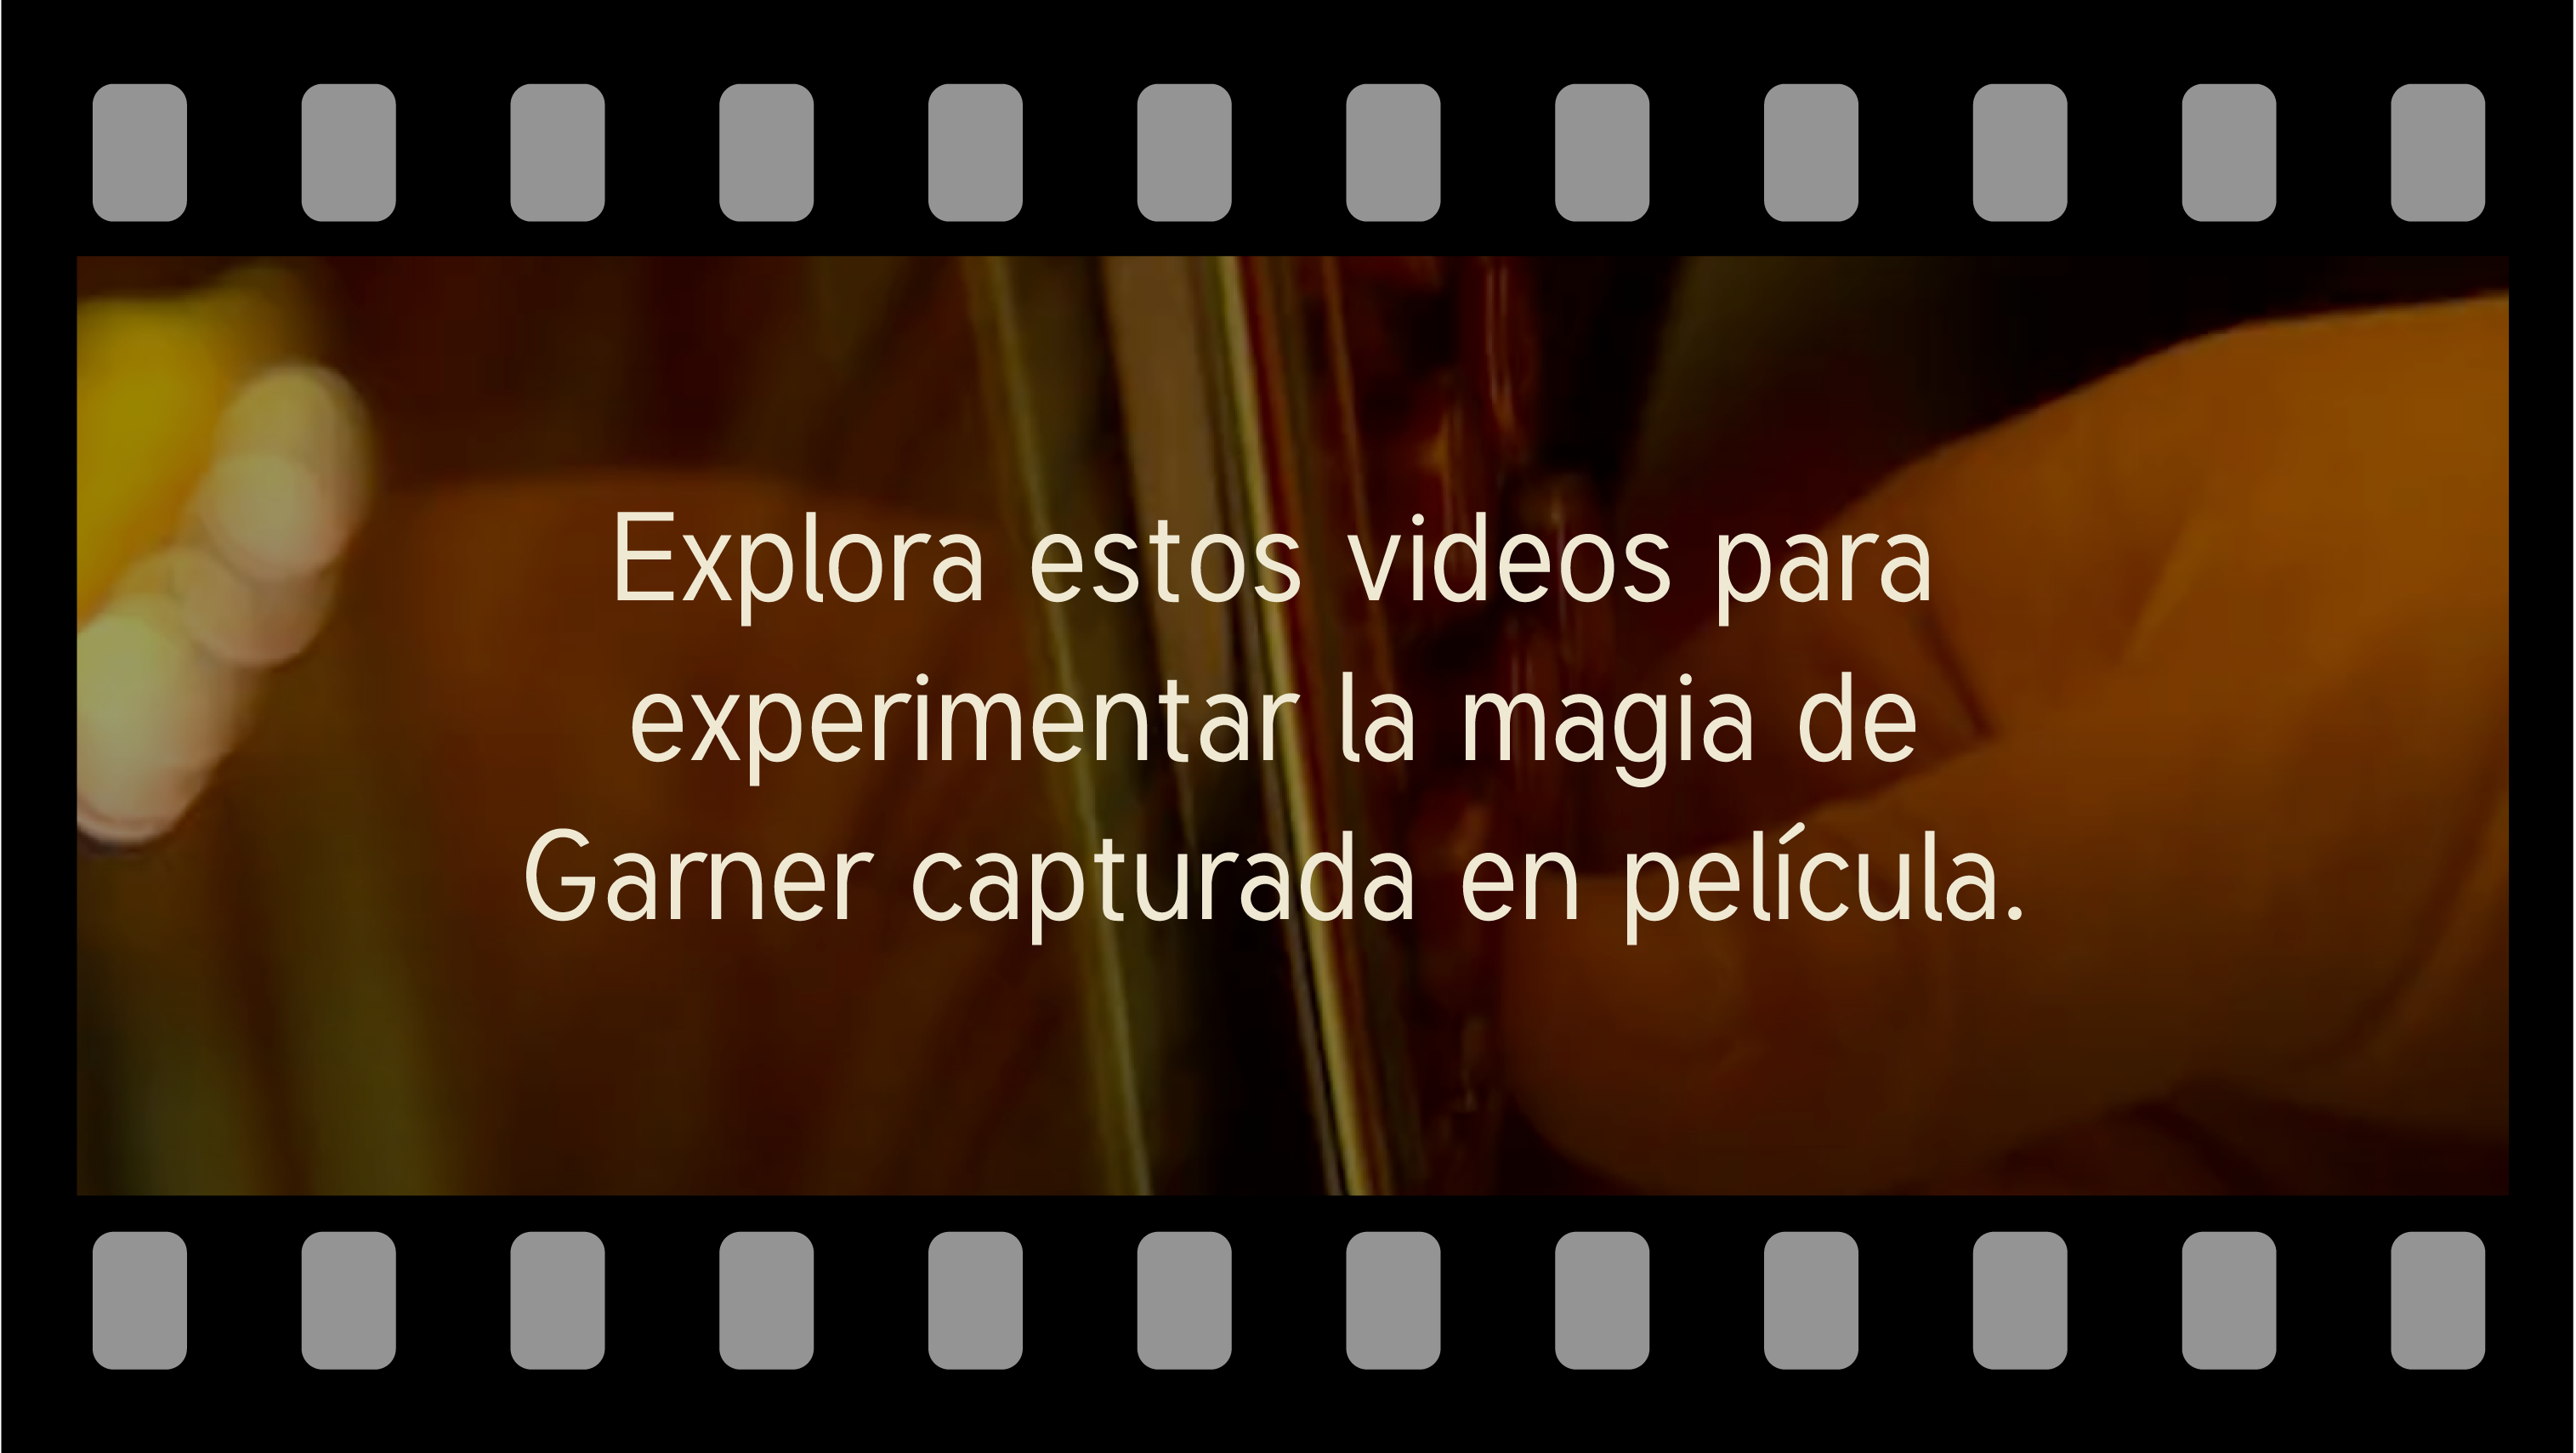 Explora estos videos para
experimentar la magia de
Garner capturada en película.